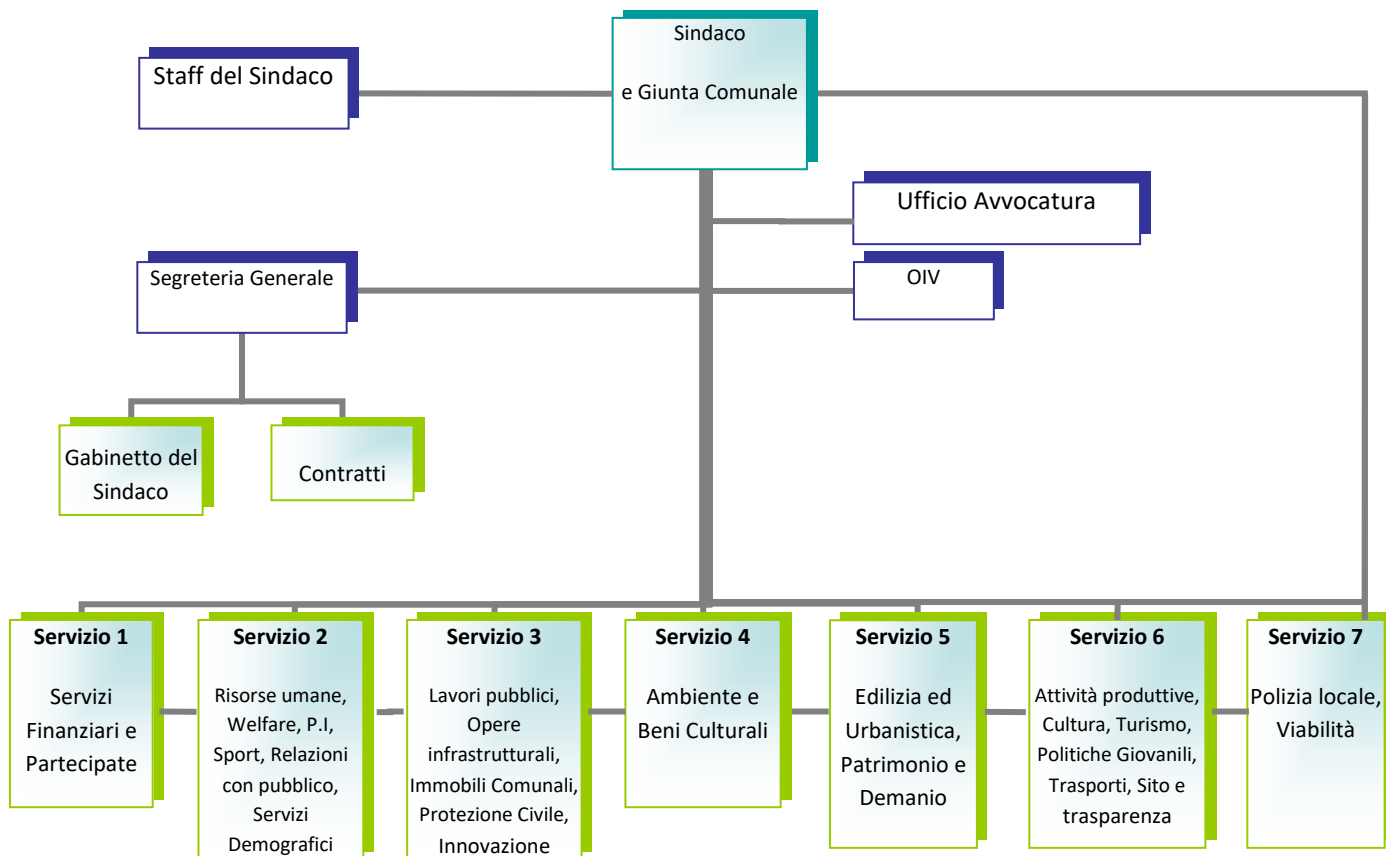 Sindaco
e Giunta Comunale
Staff del Sindaco
Ufficio Avvocatura
Segreteria Generale
OIV
Gabinetto del
Sindaco
Contratti
Servizio 1
Servizi
Finanziari e
Partecipate
Servizio 2
Risorse umane,
Welfare, P.I,
Sport, Relazioni
con pubblico,
Servizi
Demografici
Servizio 3
Lavori pubblici,
Opere
infrastrutturali,
Immobili Comunali,
Protezione Civile,
Innovazione
Servizio 4
Ambiente e
Beni Culturali
Servizio 5
Edilizia ed
Urbanistica,
Patrimonio e
Demanio
Servizio 6
Attività produttive,
Cultura, Turismo,
Politiche Giovanili,
Trasporti, Sito e
trasparenza
Servizio 7
Polizia locale,
Viabilità